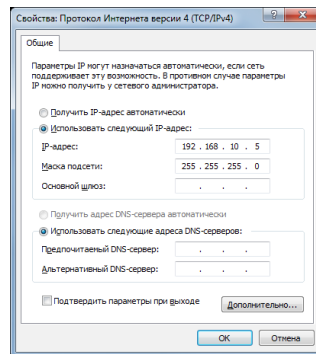 Свойства: Протокол Интернета версии 4 (TCP/IPv4)
Общие
Параметры IP могут назначаться автоматически, если сеть
поддерживает эту возможность. В противном случае параметры
IP можно получить у сетевого администратора.
Получить IP-адрес автоматически
Использовать следующий IP-адрес:
IP-адрес: 192 . 168 . 10 . 5
Маска подсети: 255 . 255 . 255 . 0
Основной шлюз: . . .
Получить адрес DNS-сервера автоматически
Использовать следующие адреса DNS-серверов:
Предпочитаемый DNS-сервер: . . .
Альтернативный DNS-сервер: . . .
Подтвердить параметры при выходе
Дополнительно...
OK Отмена